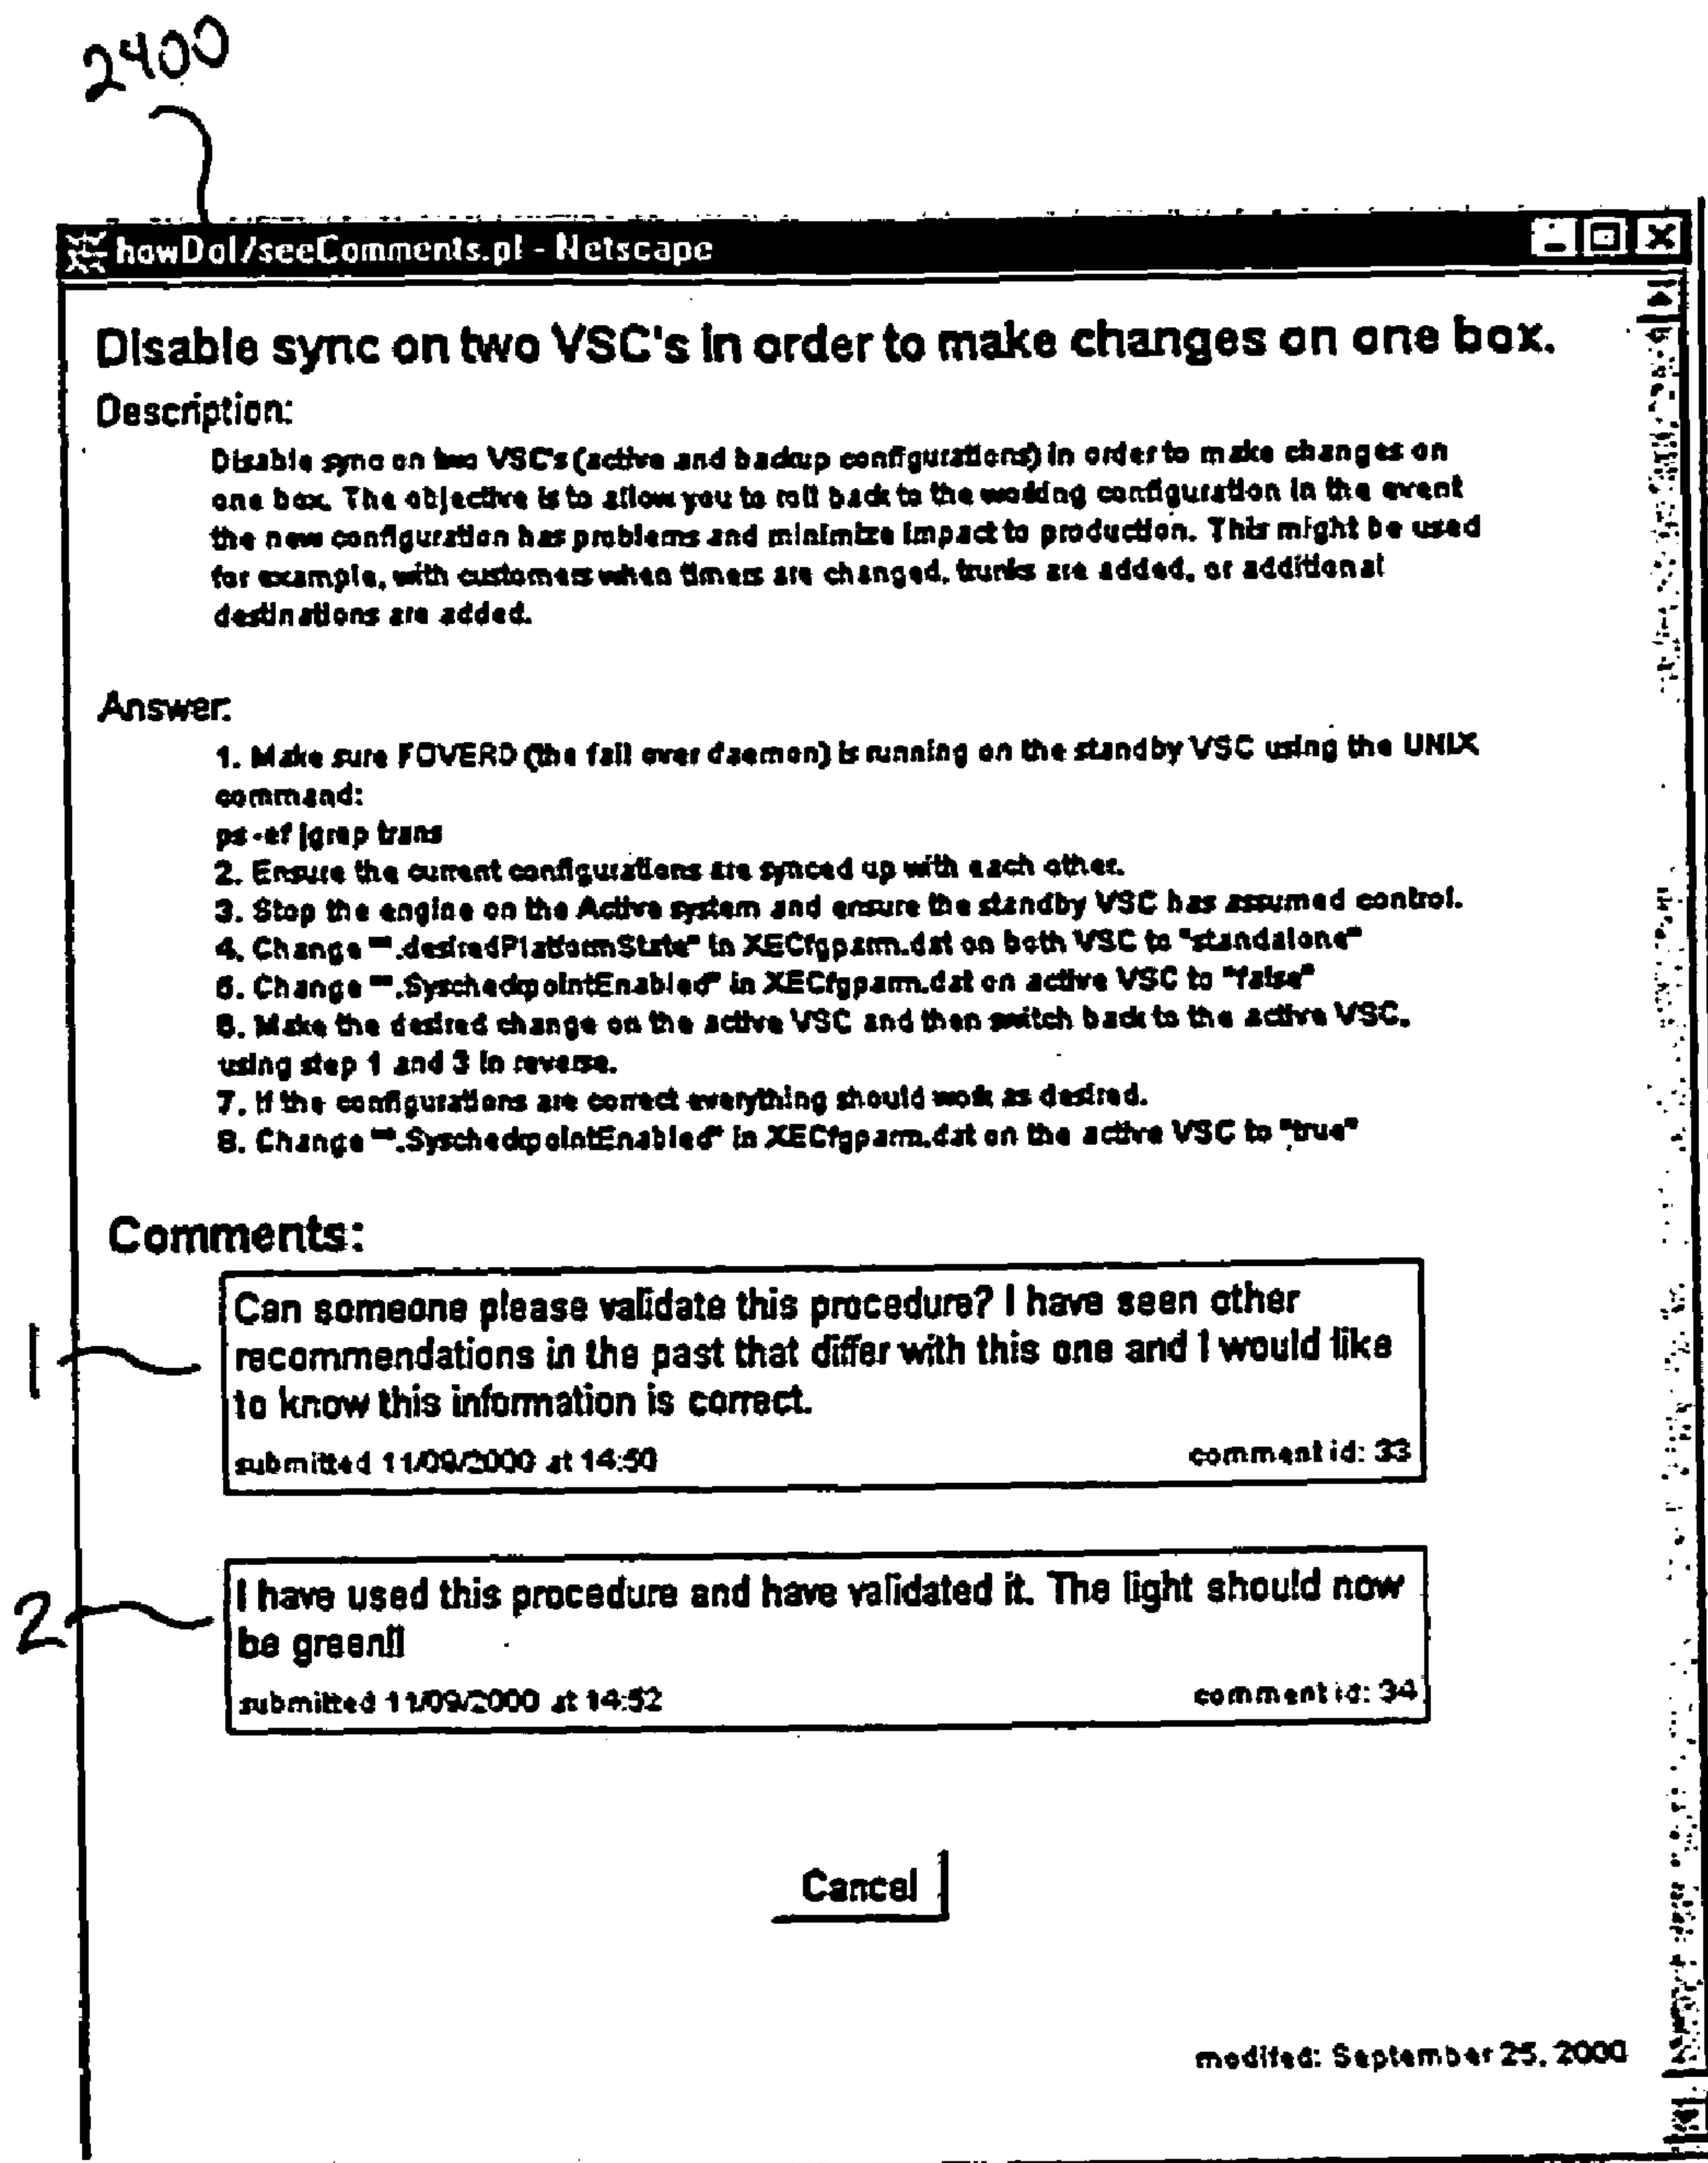 2400
howDoI/seeComments.pl - Netscape
Disable sync on two VSC's in order to make changes on one box.
Description:
Disable sync on two VSC's (active and backup configurations) in order to make changes on
one box. The objective is to allow you to roll back to the working configuration in the event
the new configuration has problems and minimize impact to production. This might be used
for example, with customers when timers are changed, trunks are added, or additional
destinations are added.
Answer:
1. Make sure FOVERD (the fail over daemon) is running on the standby VSC using the UNIX
command:
ps -ef |grep trans
2. Ensure the current configurations are synced up with each other.
3. Stop the engine on the Active system and ensure the standby VSC has assumed control.
4. Change "*.desiredPlatformState" in XECfgparm.dat on both VSC to "standalone"
5. Change "*.SyscheckpointEnabled" in XECfgparm.dat on active VSC to "false"
6. Make the desired change on the active VSC and then switch back to the active VSC,
using step 1 and 3 in reverse.
7. If the configurations are correct everything should work as desired.
8. Change "*.SyscheckpointEnabled" in XECfgparm.dat on the active VSC to "true"
Comments:
1
Can someone please validate this procedure? I have seen other
recommendations in the past that differ with this one and I would like
to know this information is correct.
submitted 11/09/2000 at 14:50 comment id: 33
2
I have used this procedure and have validated it. The light should now
be green!!
submitted 11/09/2000 at 14:52 comment id: 34
Cancel
modifed: September 25, 2000